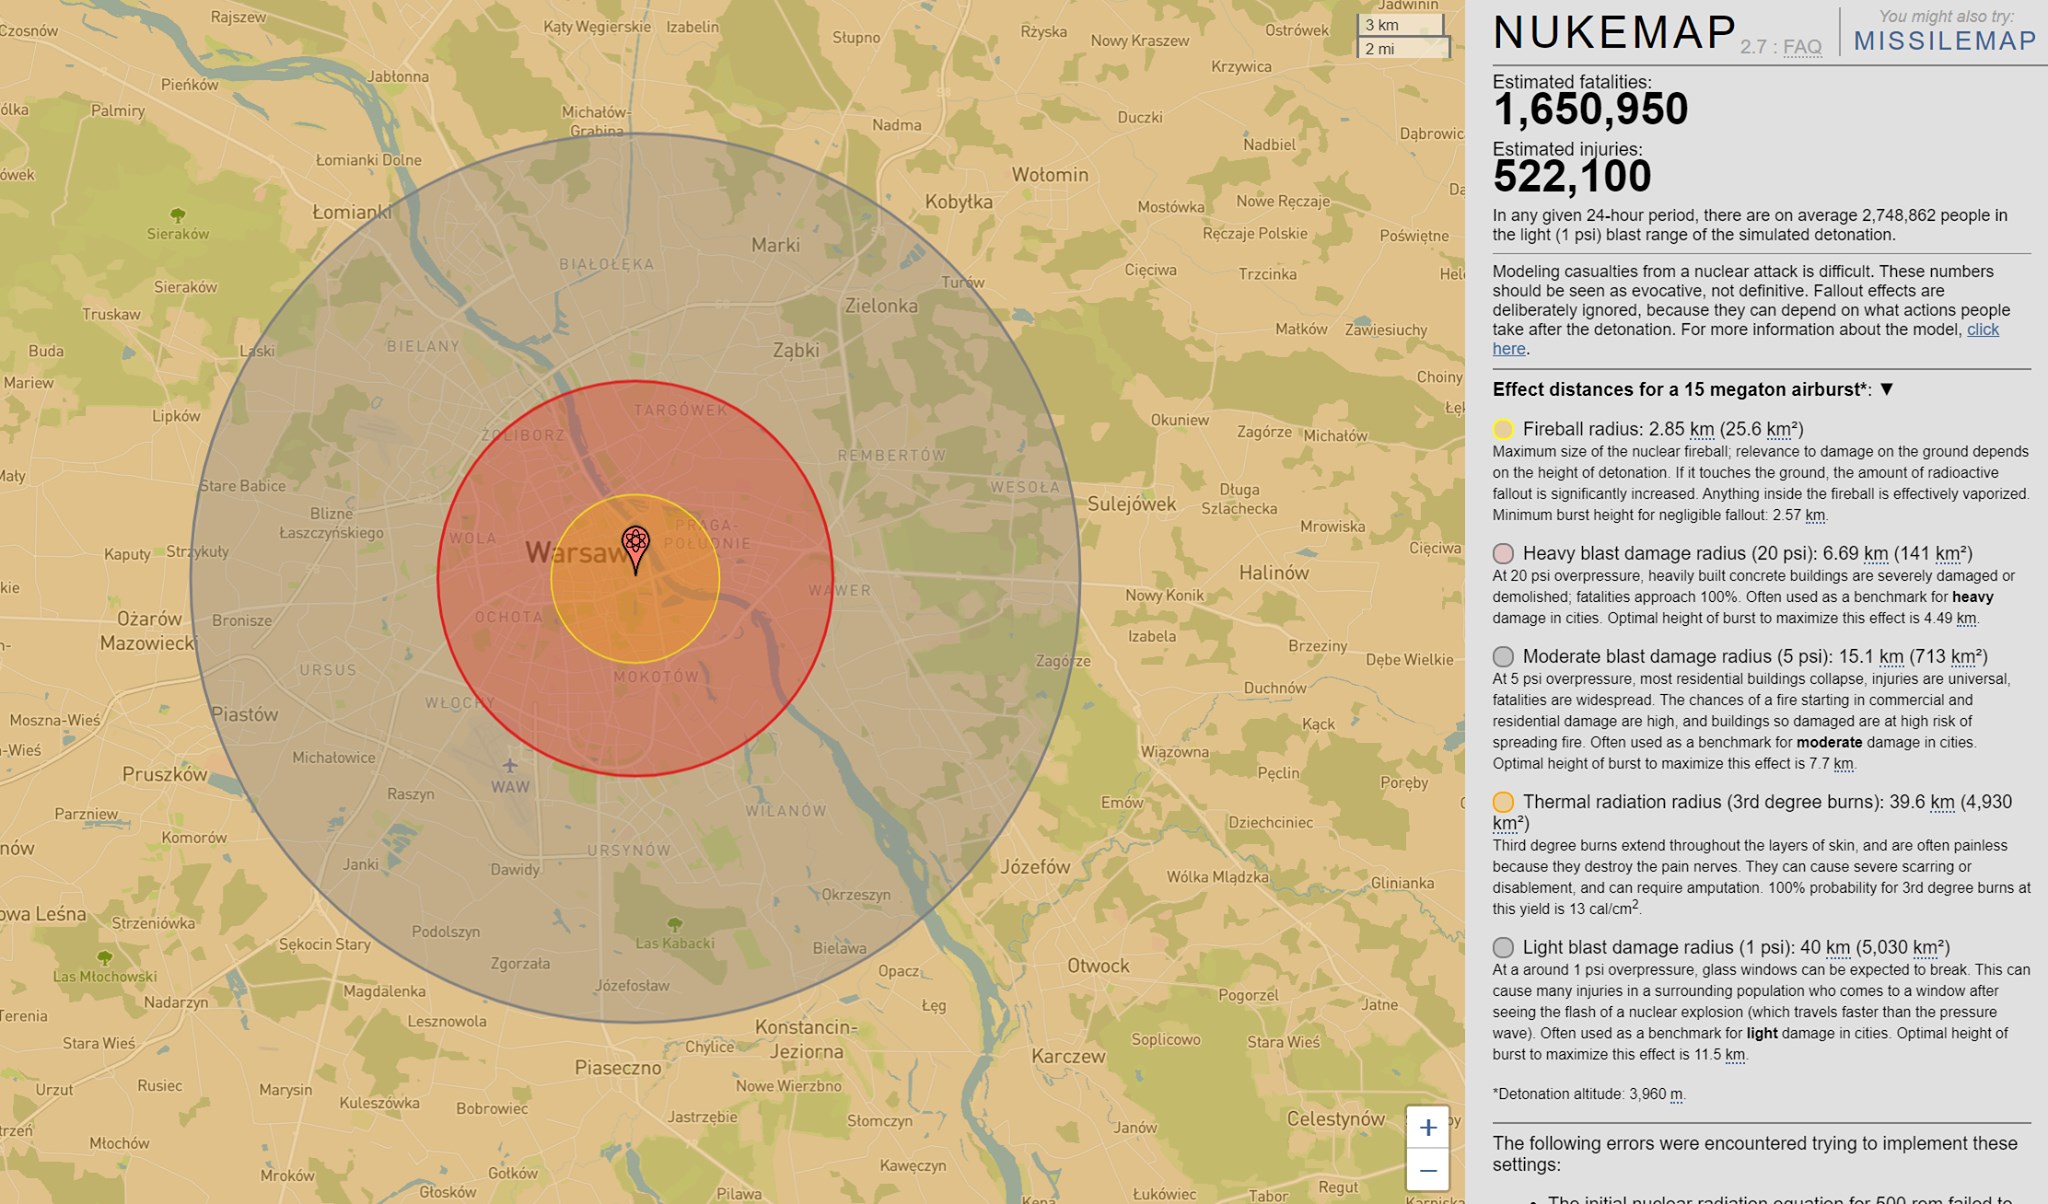 Rajszew
Kąty Węgierskie
Izabelin
Jadwinin
Czosnów
Słupno
Rżyska
Nowy Kraszew
Ostrówek
3 km
2 mi
Krzywica
Pieńków
Jabłonna
Palmiry
Michałów-
Grabina
Nadma
Duczki
Nadbiel
Łomianki Dolne
Wołomin
Kobyłka
Mostówka
Nowe Ręczaje
Łomianki
Sieraków
Marki
Ręczaje Polskie
Poświętne
BIAŁOŁĘKA
Cięciwa
Trzcinka
Sieraków
Turów
Zielonka
Truskaw
Małków
Zawiesiuchy
Buda
Laski
BIELANY
Ząbki
Mariew
Choiny
Lipków
TARGÓWEK
Okuniew
ŻOLIBORZ
Zagórze
Michałów
REMBERTÓW
Stare Babice
WESOŁA
Sulejówek
Długa
Szlachecka
Blizne
Łaszczyńskiego
PRAGA-
POŁUDNIE
WOLA
Mrowiska
Kaputy
Strzykuły
Warsaw
Cięciwa
Halinów
WAWER
Nowy Konik
Ożarów
Mazowiecki
Bronisze
OCHOTA
Izabela
Brzeziny
URSUS
MOKOTÓW
Zagórze
Dębe Wielkie
Duchnów
WŁOCHY
Moszna-Wieś
Piastów
Kąck
Michałowice
Wiązowna
Pruszków
WAW
Pęclin
Poręby
Raszyn
Parzniew
WILANÓW
Emów
Komorów
Dziechciniec
URSYNÓW
Janki
Dawidy
Józefów
Wólka Mlądzka
Glinianka
Okrzeszyn
Strzeniówka
Podolszyn
Sękocin Stary
Las Kabacki
Bielawa
Las Młochowski
Zgorzała
Opacz
Otwock
Józefosław
Magdalenka
Pogorzel
Jatne
Nadarzyn
Łęg
Lesznowola
Konstancin-
Jeziorna
Stara Wieś
Chylice
Soplicowo
Stara Wieś
Karczew
Piaseczno
Urzut
Rusiec
Marysin
Nowe Wierzbno
Kuleszówka
Bobrowiec
Jastrzębie
Słomczyn
Celestynów
Janów
Młochów
Kawęczyn
Mroków
Gołków
Głosków
Pilawa
Łukówiec
Tabor
Regut
+
−
NUKEMAP 2.7 : FAQ
You might also try:
MISSILEMAP
Estimated fatalities:
1,650,950
Estimated injuries:
522,100
In any given 24-hour period, there are on average 2,748,862 people in
the light (1 psi) blast range of the simulated detonation.
Modeling casualties from a nuclear attack is difficult. These numbers
should be seen as evocative, not definitive. Fallout effects are
deliberately ignored, because they can depend on what actions people
take after the detonation. For more information about the model, click
here.
Effect distances for a 15 megaton airburst*: ▼
Fireball radius: 2.85 km (25.6 km²)
Maximum size of the nuclear fireball; relevance to damage on the ground depends
on the height of detonation. If it touches the ground, the amount of radioactive
fallout is significantly increased. Anything inside the fireball is effectively vaporized.
Minimum burst height for negligible fallout: 2.57 km.
Heavy blast damage radius (20 psi): 6.69 km (141 km²)
At 20 psi overpressure, heavily built concrete buildings are severely damaged or
demolished; fatalities approach 100%. Often used as a benchmark for heavy
damage in cities. Optimal height of burst to maximize this effect is 4.49 km.
Moderate blast damage radius (5 psi): 15.1 km (713 km²)
At 5 psi overpressure, most residential buildings collapse, injuries are universal,
fatalities are widespread. The chances of a fire starting in commercial and
residential damage are high, and buildings so damaged are at high risk of
spreading fire. Often used as a benchmark for moderate damage in cities.
Optimal height of burst to maximize this effect is 7.7 km.
Thermal radiation radius (3rd degree burns): 39.6 km (4,930
km²)
Third degree burns extend throughout the layers of skin, and are often painless
because they destroy the pain nerves. They can cause severe scarring or
disablement, and can require amputation. 100% probability for 3rd degree burns at
this yield is 13 cal/cm².
Light blast damage radius (1 psi): 40 km (5,030 km²)
At a around 1 psi overpressure, glass windows can be expected to break. This can
cause many injuries in a surrounding population who comes to a window after
seeing the flash of a nuclear explosion (which travels faster than the pressure
wave). Often used as a benchmark for light damage in cities. Optimal height of
burst to maximize this effect is 11.5 km.
*Detonation altitude: 3,960 m.
The following errors were encountered trying to implement these
settings:
• The initial nuclear radiation equation for 500 rem failed to